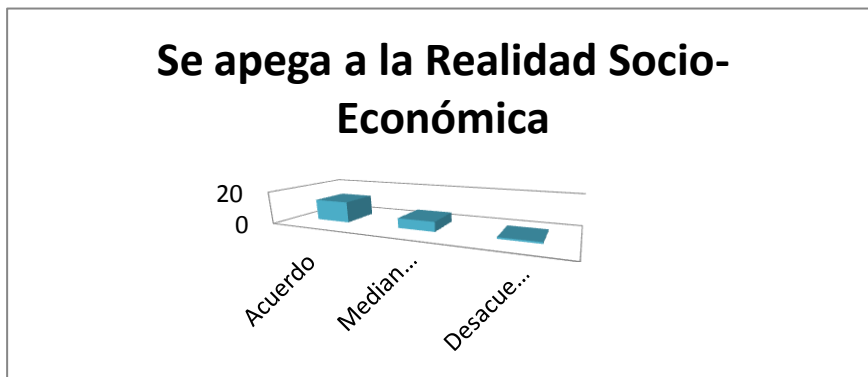 Se apega a la Realidad Socio-
Económica
20
0
Acuerdo
Median...
Desacue...